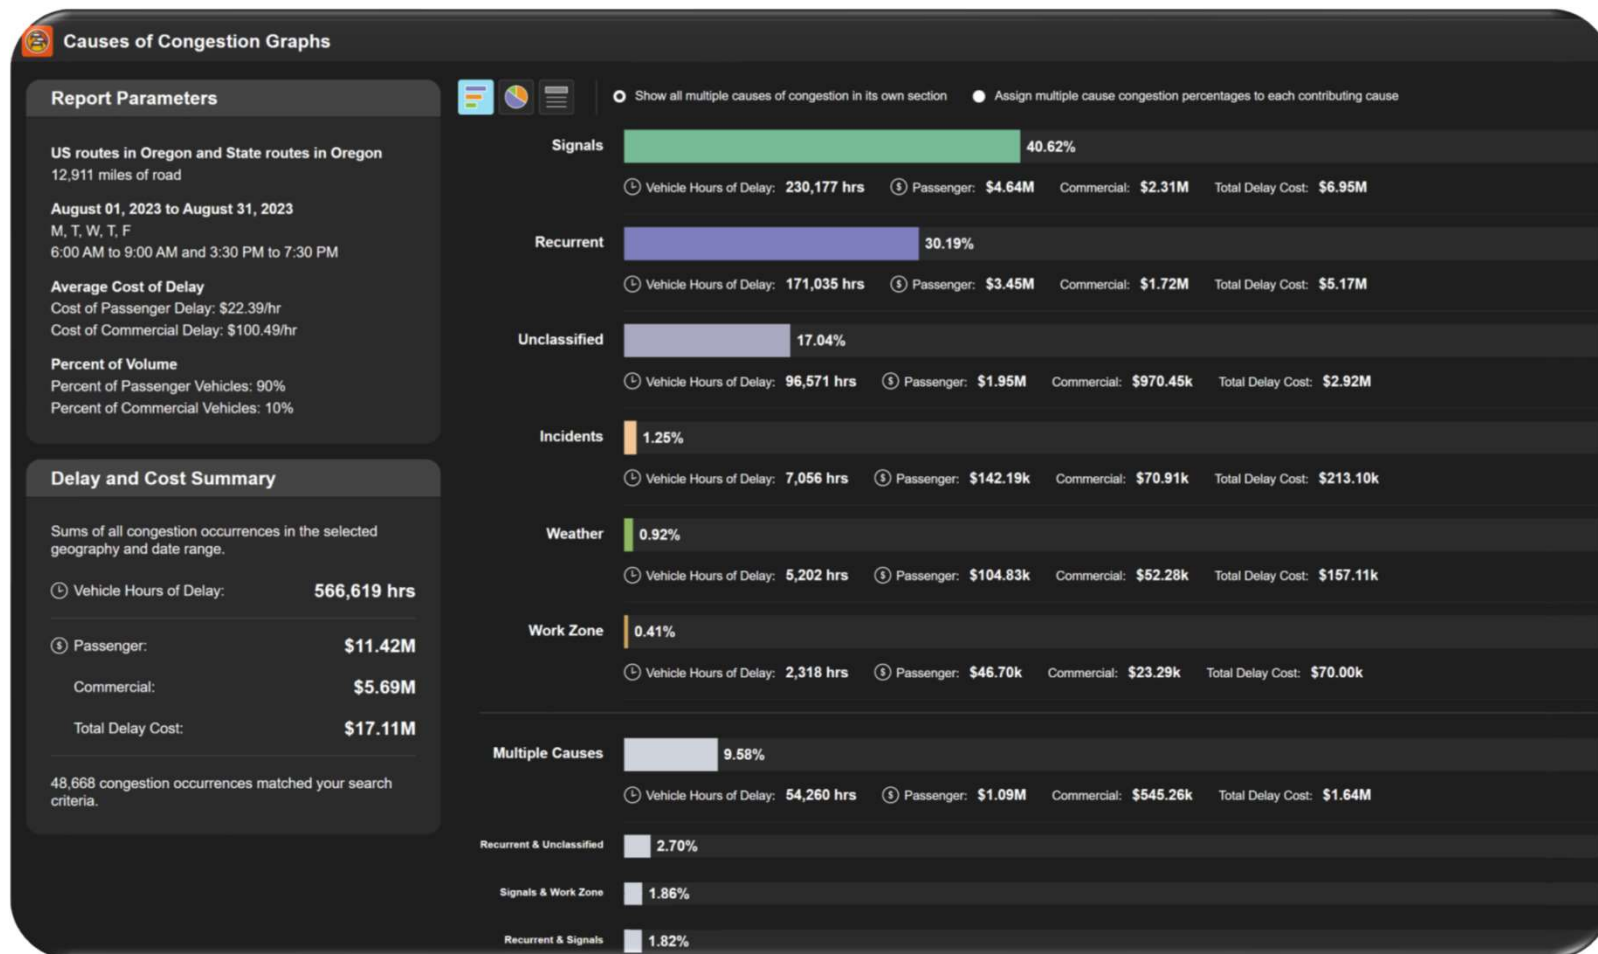 Causes of Congestion Graphs
Report Parameters
US routes in Oregon and State routes in Oregon
12,911 miles of road
August 01, 2023 to August 31, 2023
M, T, W, T, F
6:00 AM to 9:00 AM and 3:30 PM to 7:30 PM
Average Cost of Delay
Cost of Passenger Delay: $22.39/hr
Cost of Commercial Delay: $100.49/hr
Percent of Volume
Percent of Passenger Vehicles: 90%
Percent of Commercial Vehicles: 10%
Delay and Cost Summary
Sums of all congestion occurrences in the selected
geography and date range.
Vehicle Hours of Delay: 566,619 hrs
Passenger: $11.42M
Commercial: $5.69M
Total Delay Cost: $17.11M
48,668 congestion occurrences matched your search
criteria.
Show all multiple causes of congestion in its own section Assign multiple cause congestion percentages to each contributing cause
Signals 40.62%
Vehicle Hours of Delay: 230,177 hrs Passenger: $4.64M Commercial: $2.31M Total Delay Cost: $6.95M
Recurrent 30.19%
Vehicle Hours of Delay: 171,035 hrs Passenger: $3.45M Commercial: $1.72M Total Delay Cost: $5.17M
Unclassified 17.04%
Vehicle Hours of Delay: 96,571 hrs Passenger: $1.95M Commercial: $970.45k Total Delay Cost: $2.92M
Incidents 1.25%
Vehicle Hours of Delay: 7,056 hrs Passenger: $142.19k Commercial: $70.91k Total Delay Cost: $213.10k
Weather 0.92%
Vehicle Hours of Delay: 5,202 hrs Passenger: $104.83k Commercial: $52.28k Total Delay Cost: $157.11k
Work Zone 0.41%
Vehicle Hours of Delay: 2,318 hrs Passenger: $46.70k Commercial: $23.29k Total Delay Cost: $70.00k
Multiple Causes 9.58%
Vehicle Hours of Delay: 54,260 hrs Passenger: $1.09M Commercial: $545.26k Total Delay Cost: $1.64M
Recurrent & Unclassified 2.70%
Signals & Work Zone 1.86%
Recurrent & Signals 1.82%